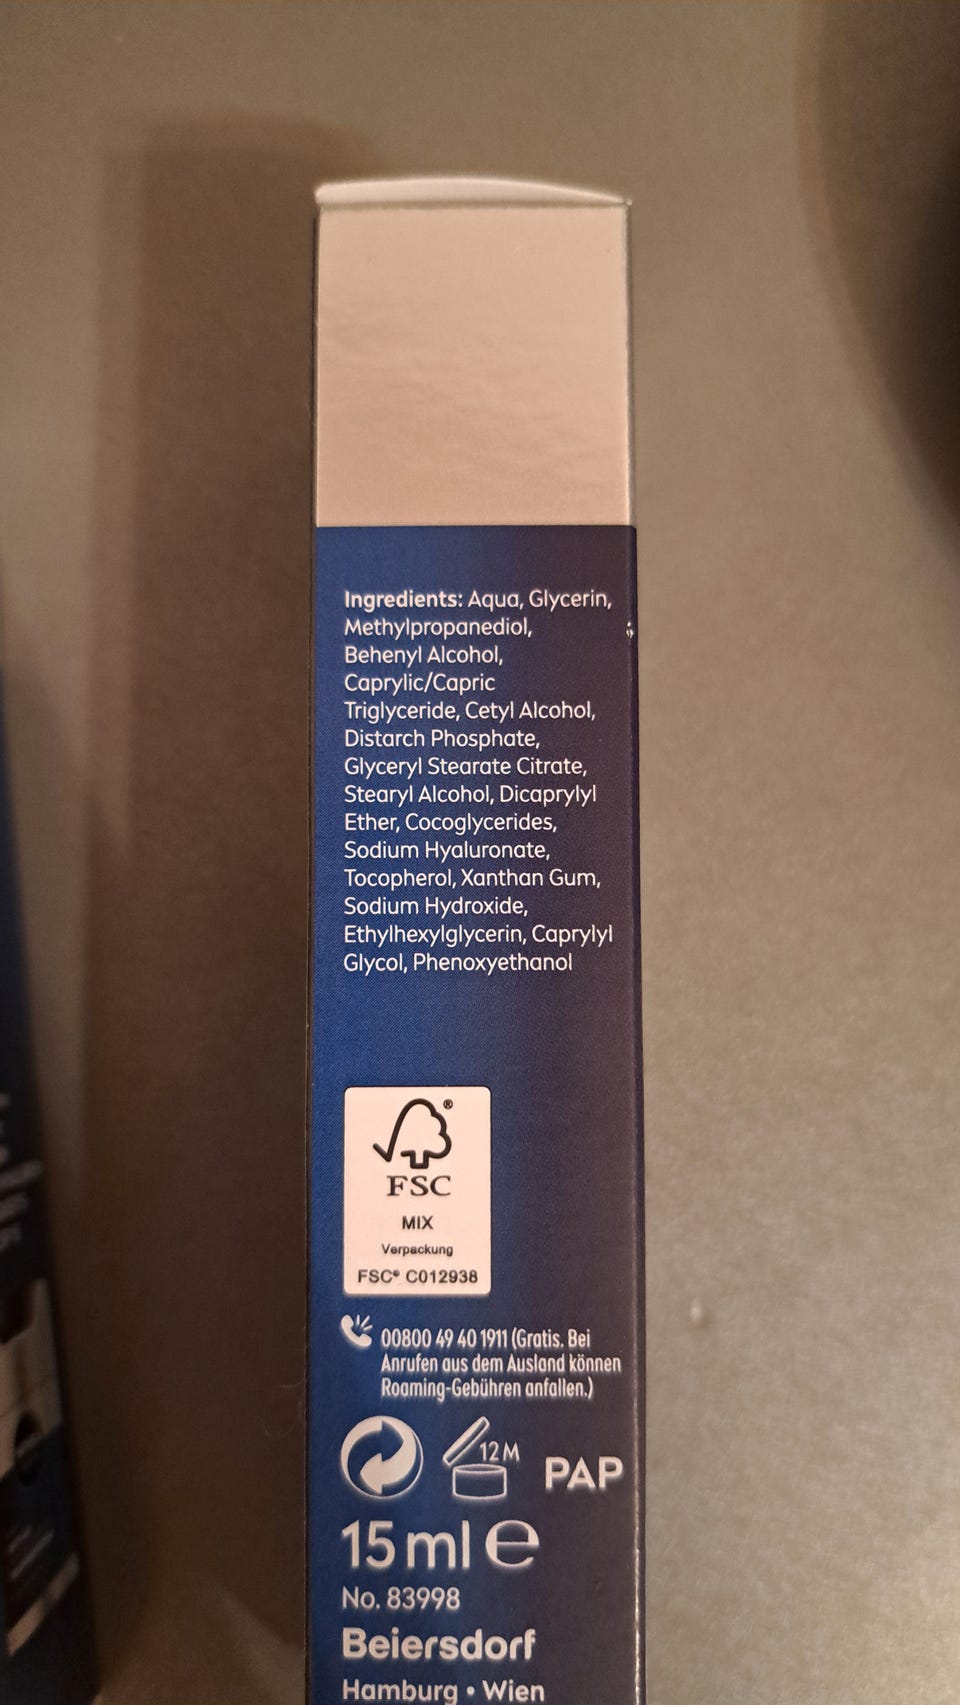 Ingredients: Aqua, Glycerin,
Methylpropanediol,
Behenyl Alcohol,
Caprylic/Capric
Triglyceride, Cetyl Alcohol,
Distarch Phosphate,
Glyceryl Stearate Citrate,
Stearyl Alcohol, Dicaprylyl
Ether, Cocoglycerides,
Sodium Hyaluronate,
Tocopherol, Xanthan Gum,
Sodium Hydroxide,
Ethylhexylglycerin, Caprylyl
Glycol, Phenoxyethanol
®
FSC
MIX
Verpackung
FSC® C012938
00800 49 40 1911 (Gratis. Bei
Anrufen aus dem Ausland können
Roaming-Gebühren anfallen.)
12 M
PAP
15 ml ℮
No. 83998
Beiersdorf
Hamburg • Wien